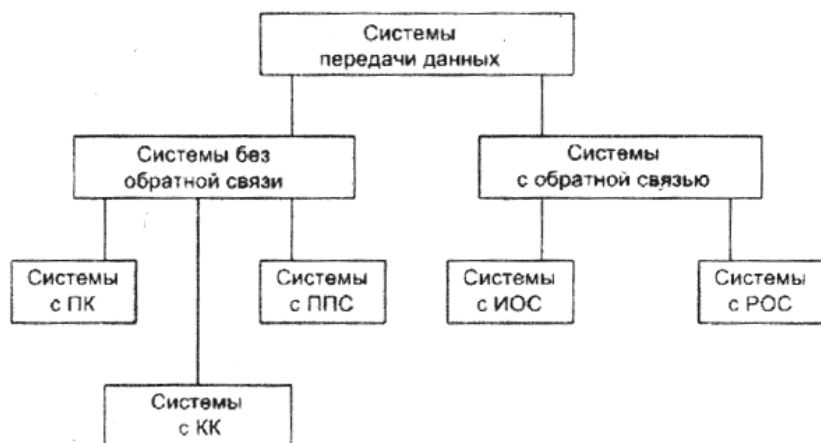 Системы
передачи данных
Системы без
обратной связи
Системы
с обратной связью
Системы
с ПК
Системы
с ППС
Системы
с ИОС
Системы
с РОС
Системы
с КК